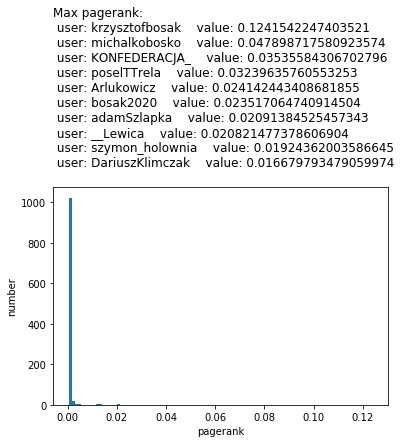 Max pagerank:
user: krzysztofbosak value: 0.1241542247403521
user: michalkobosko value: 0.047898717580923574
user: KONFEDERACJA_ value: 0.03535584306702796
user: poselTTrela value: 0.03239635760553253
user: Arlukowicz value: 0.024142443408681855
user: bosak2020 value: 0.023517064740914504
user: adamSzlapka value: 0.02091384525457343
user: __Lewica value: 0.020821477378606904
user: szymon_holownia value: 0.01924362003586645
user: DariuszKlimczak value: 0.016679793479059974
1000
800
600
400
200
0
number
0.00 0.02 0.04 0.06 0.08 0.10 0.12
pagerank